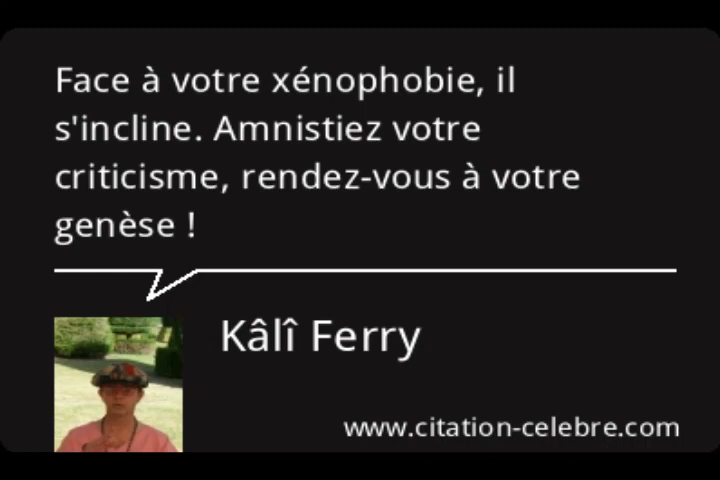 Face à votre xénophobie, il
s'incline. Amnistiez votre
criticisme, rendez-vous à votre
genèse !
Kâlî Ferry
www.citation-celebre.com